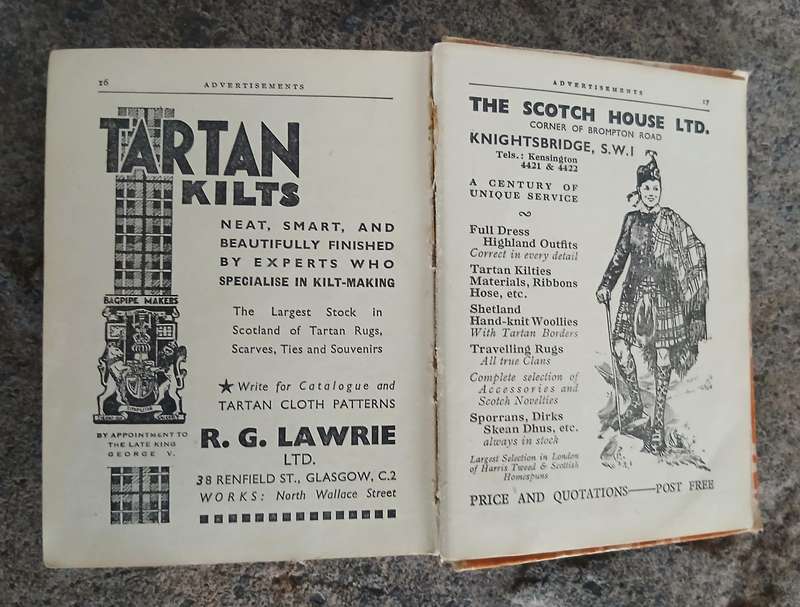 16
ADVERTISEMENTS
TARTAN
KILTS
NEAT, SMART, AND
BEAUTIFULLY FINISHED
BY EXPERTS WHO
SPECIALISE IN KILT-MAKING
BAGPIPE MAKERS
The Largest Stock in
Scotland of Tartan Rugs,
Scarves, Ties and Souvenirs
★ Write for Catalogue and
TARTAN CLOTH PATTERNS
BY APPOINTMENT TO
THE LATE KING
GEORGE V.
R. G. LAWRIE
LTD.
38 RENFIELD ST., GLASGOW, C.2
WORKS: North Wallace Street
ADVERTISEMENTS
17
THE SCOTCH HOUSE LTD.
CORNER OF BROMPTON ROAD
KNIGHTSBRIDGE, S.W.1
Tels.: Kensington
4421 & 4422
A CENTURY OF
UNIQUE SERVICE
Full Dress
Highland Outfits
Correct in every detail
Tartan Kilties
Materials, Ribbons
Hose, etc.
Shetland
Hand-knit Woollies
With Tartan Borders
Travelling Rugs
All true Clans
Complete selection of
Accessories and
Scotch Novelties
Sporrans, Dirks
Skean Dhus, etc.
always in stock
Largest Selection in London
of Harris Tweed & Scottish
Homespuns
PRICE AND QUOTATIONS—POST FREE